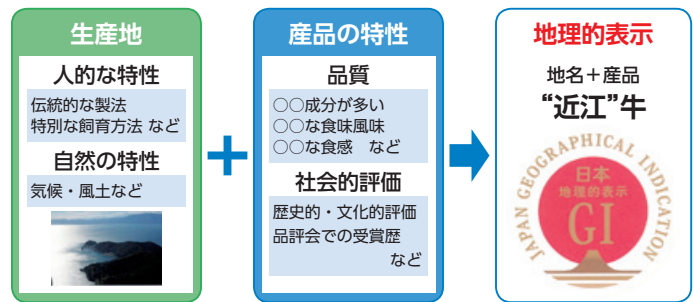 生産地
人的な特性
伝統的な製法
特別な飼育方法 など
自然の特性
気候・風土など
+
産品の特性
品質
○○成分が多い
○○な食味風味
○○な食感 など
社会的評価
歴史的・文化的評価
品評会での受賞歴
など
地理的表示
地名+産品
“近江”牛
JAPAN GEOGRAPHICAL INDICATION
日本
地理的表示
GI